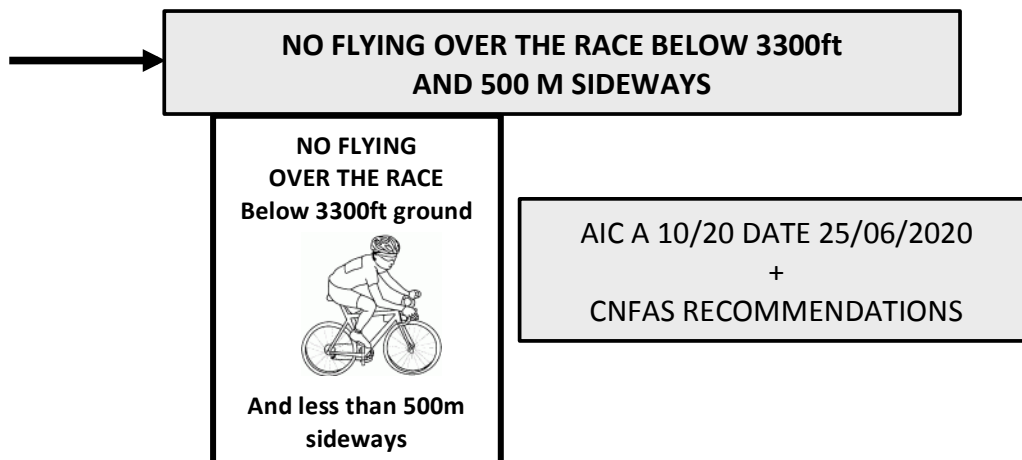 NO FLYING OVER THE RACE BELOW 3300ft
AND 500 M SIDEWAYS
NO FLYING
OVER THE RACE
Below 3300ft ground
And less than 500m
sideways
AIC A 10/20 DATE 25/06/2020
+
CNFAS RECOMMENDATIONS